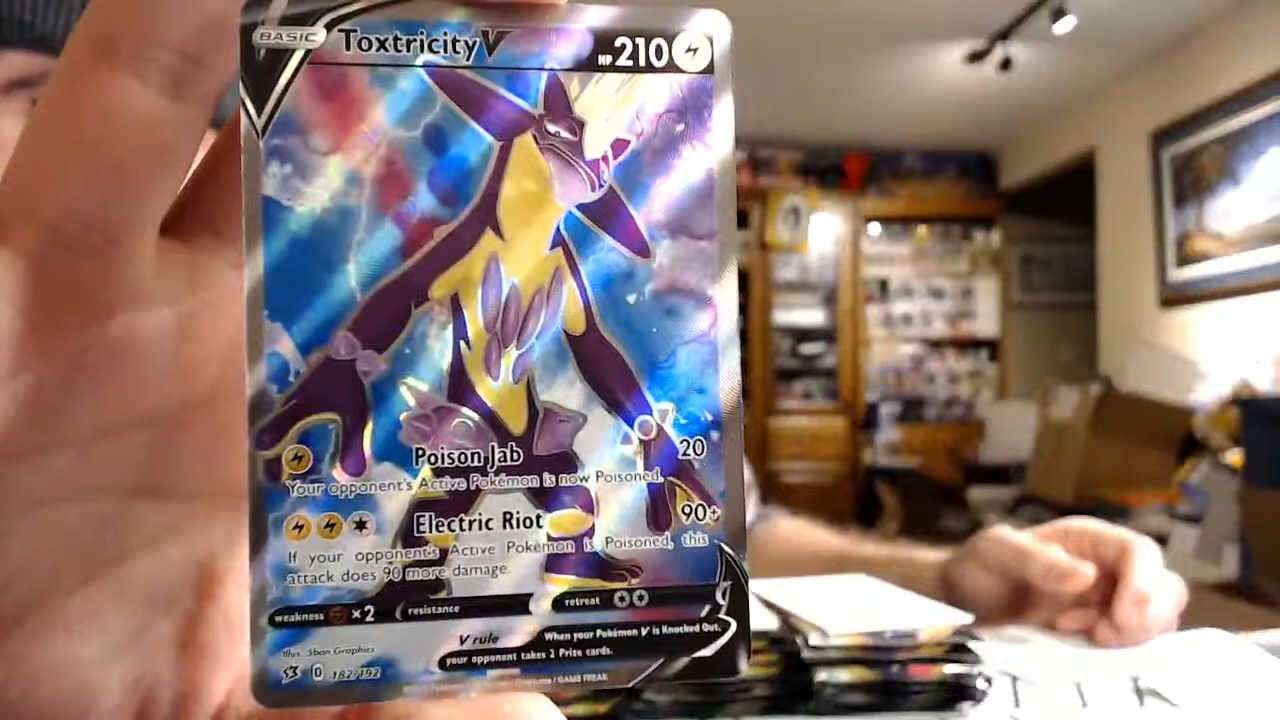 BASIC Toxtricity V HP 210
Poison Jab 20
Your opponent's Active Pokémon is now Poisoned.
Electric Riot 90+
If your opponent's Active Pokémon is Poisoned, this
attack does 90 more damage.
weakness ×2 resistance retreat
V rule When your Pokémon V is Knocked Out,
your opponent takes 2 Prize cards.
Illus. 5ban Graphics
D 182/192
/ GAME FREAK